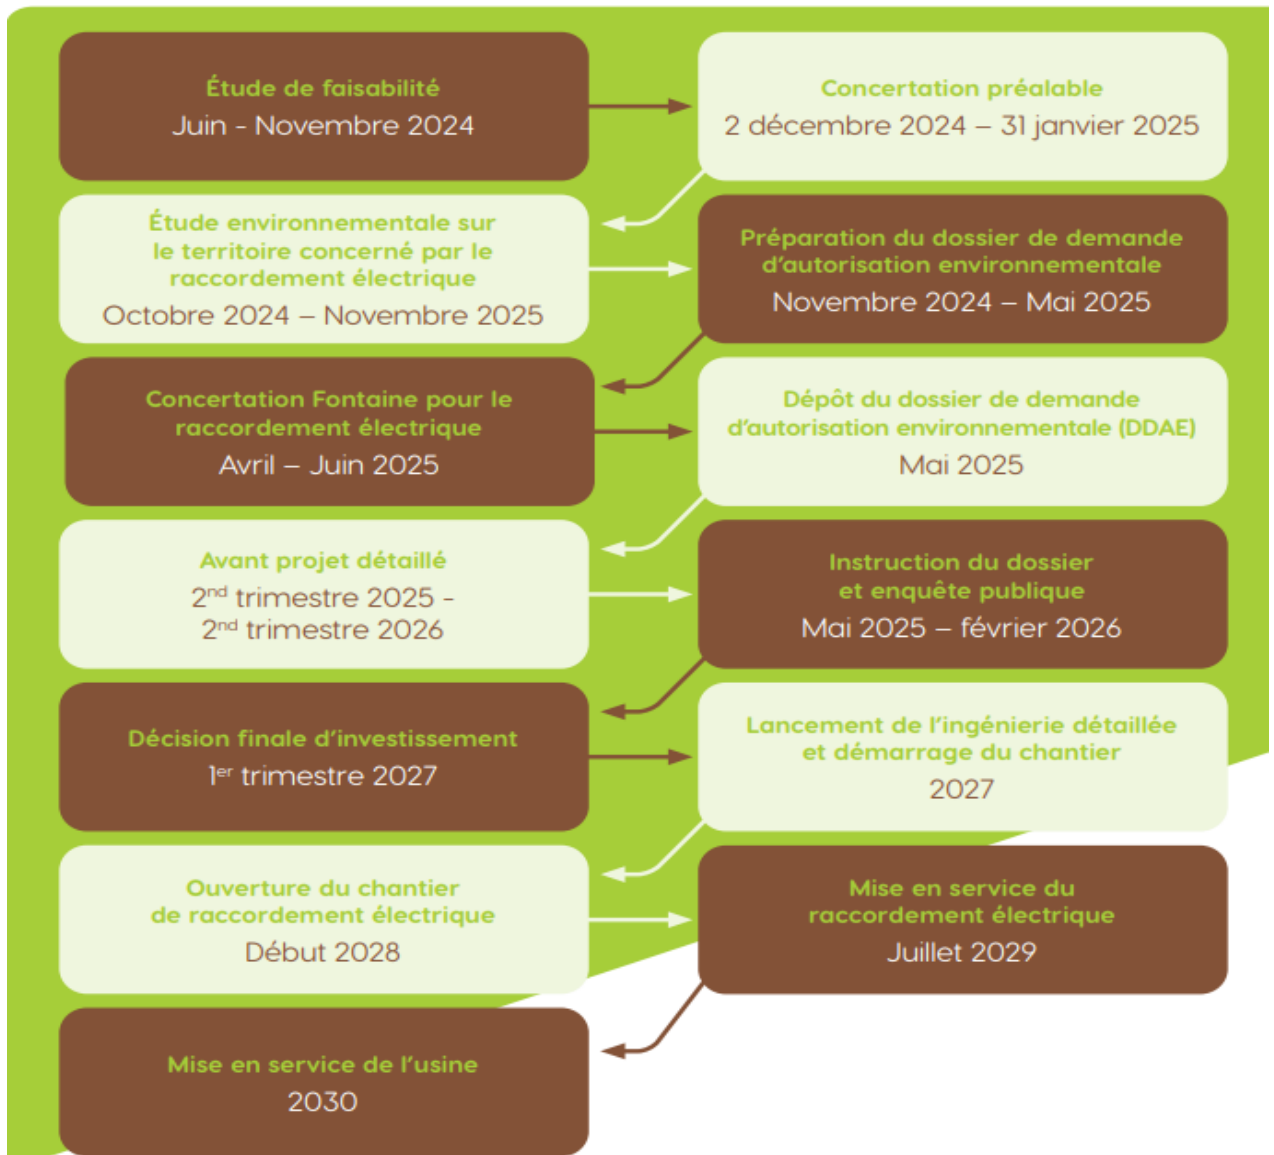 Étude de faisabilité
Juin - Novembre 2024
Concertation préalable
2 décembre 2024 – 31 janvier 2025
Étude environnementale sur
le territoire concerné par le
raccordement électrique
Octobre 2024 – Novembre 2025
Préparation du dossier de demande
d’autorisation environnementale
Novembre 2024 – Mai 2025
Concertation Fontaine pour le
raccordement électrique
Avril – Juin 2025
Dépôt du dossier de demande
d’autorisation environnementale (DDAE)
Mai 2025
Avant projet détaillé
2nd trimestre 2025 -
2nd trimestre 2026
Instruction du dossier
et enquête publique
Mai 2025 – février 2026
Décision finale d’investissement
1er trimestre 2027
Lancement de l’ingénierie détaillée
et démarrage du chantier
2027
Ouverture du chantier
de raccordement électrique
Début 2028
Mise en service du
raccordement électrique
Juillet 2029
Mise en service de l’usine
2030